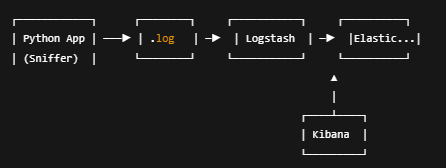 Python App
.log
Logstash
Elastic...
(Sniffer)
Kibana